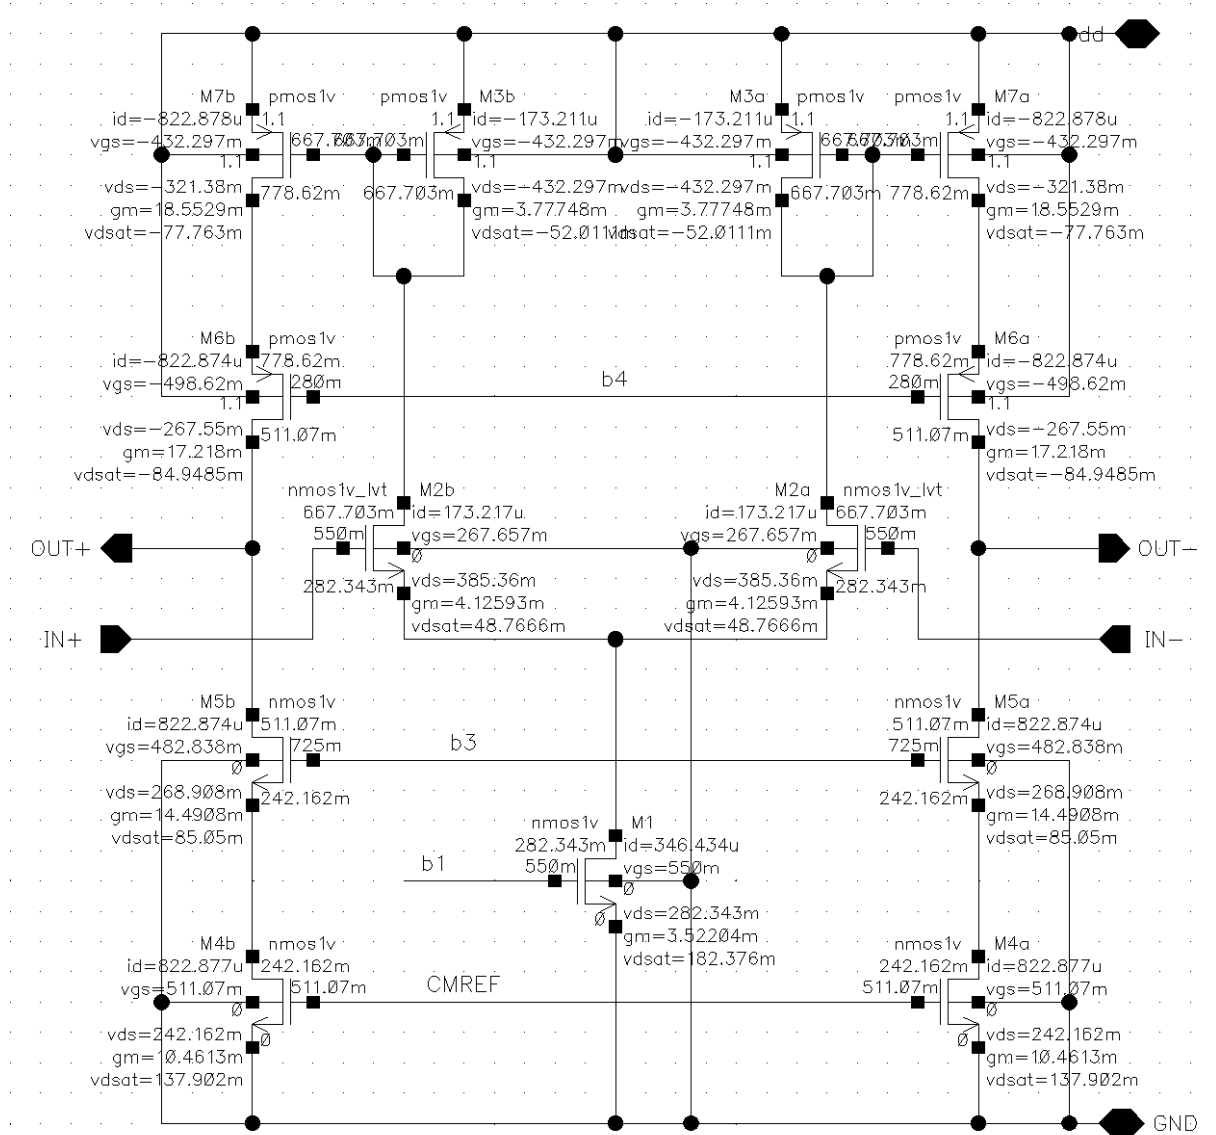 dd
M7b pmos1v
id=-822.878u
1.1
vgs=-432.297m
667.703m
1.1
vds=-321.38m
778.62m
gm=18.5529m
vdsat=-77.763m
pmos1v M3b
1.1
id=-173.211u
vgs=-432.297m
1.1
667.703m
vds=-432.297m
gm=3.77748m
vdsat=-52.0111m
M3a pmos1v
id=-173.211u
1.1
vgs=-432.297m
1.1
vds=-432.297m
667.703m
gm=3.77748m
vdsat=-52.0111m
pmos1v M7a
1.1
id=-822.878u
vgs=-432.297m
1.1
778.62m
vds=-321.38m
gm=18.5529m
vdsat=-77.763m
M6b pmos1v
id=-822.874u
778.62m
vgs=-498.62m
280m
1.1
vds=-267.55m
511.07m
gm=17.218m
vdsat=-84.9485m
b4
pmos1v M6a
778.62m
id=-822.874u
280m
vgs=-498.62m
1.1
511.07m
vds=-267.55m
gm=17.218m
vdsat=-84.9485m
nmos1v_lvt M2b
667.703m
id=173.217u
550m
vgs=267.657m
0
282.343m
vds=385.36m
gm=4.12593m
vdsat=48.7666m
M2a nmos1v_lvt
id=173.217u
667.703m
vgs=267.657m
550m
0
vds=385.36m
282.343m
gm=4.12593m
vdsat=48.7666m
OUT+
OUT-
IN+
IN-
M5b nmos1v
id=822.874u
511.07m
vgs=482.838m
725m
0
vds=268.908m
242.162m
gm=14.4908m
vdsat=85.05m
b3
nmos1v M5a
511.07m
id=822.874u
725m
vgs=482.838m
0
242.162m
vds=268.908m
gm=14.4908m
vdsat=85.05m
nmos1v M1
282.343m
id=346.434u
b1
550m
vgs=550m
0
0
vds=282.343m
gm=3.52204m
vdsat=182.376m
M4b nmos1v
id=822.877u
242.162m
vgs=511.07m
511.07m
0
vds=242.162m
0
gm=10.4613m
vdsat=137.902m
CMREF
nmos1v M4a
242.162m
id=822.877u
511.07m
vgs=511.07m
0
0
vds=242.162m
gm=10.4613m
vdsat=137.902m
GND